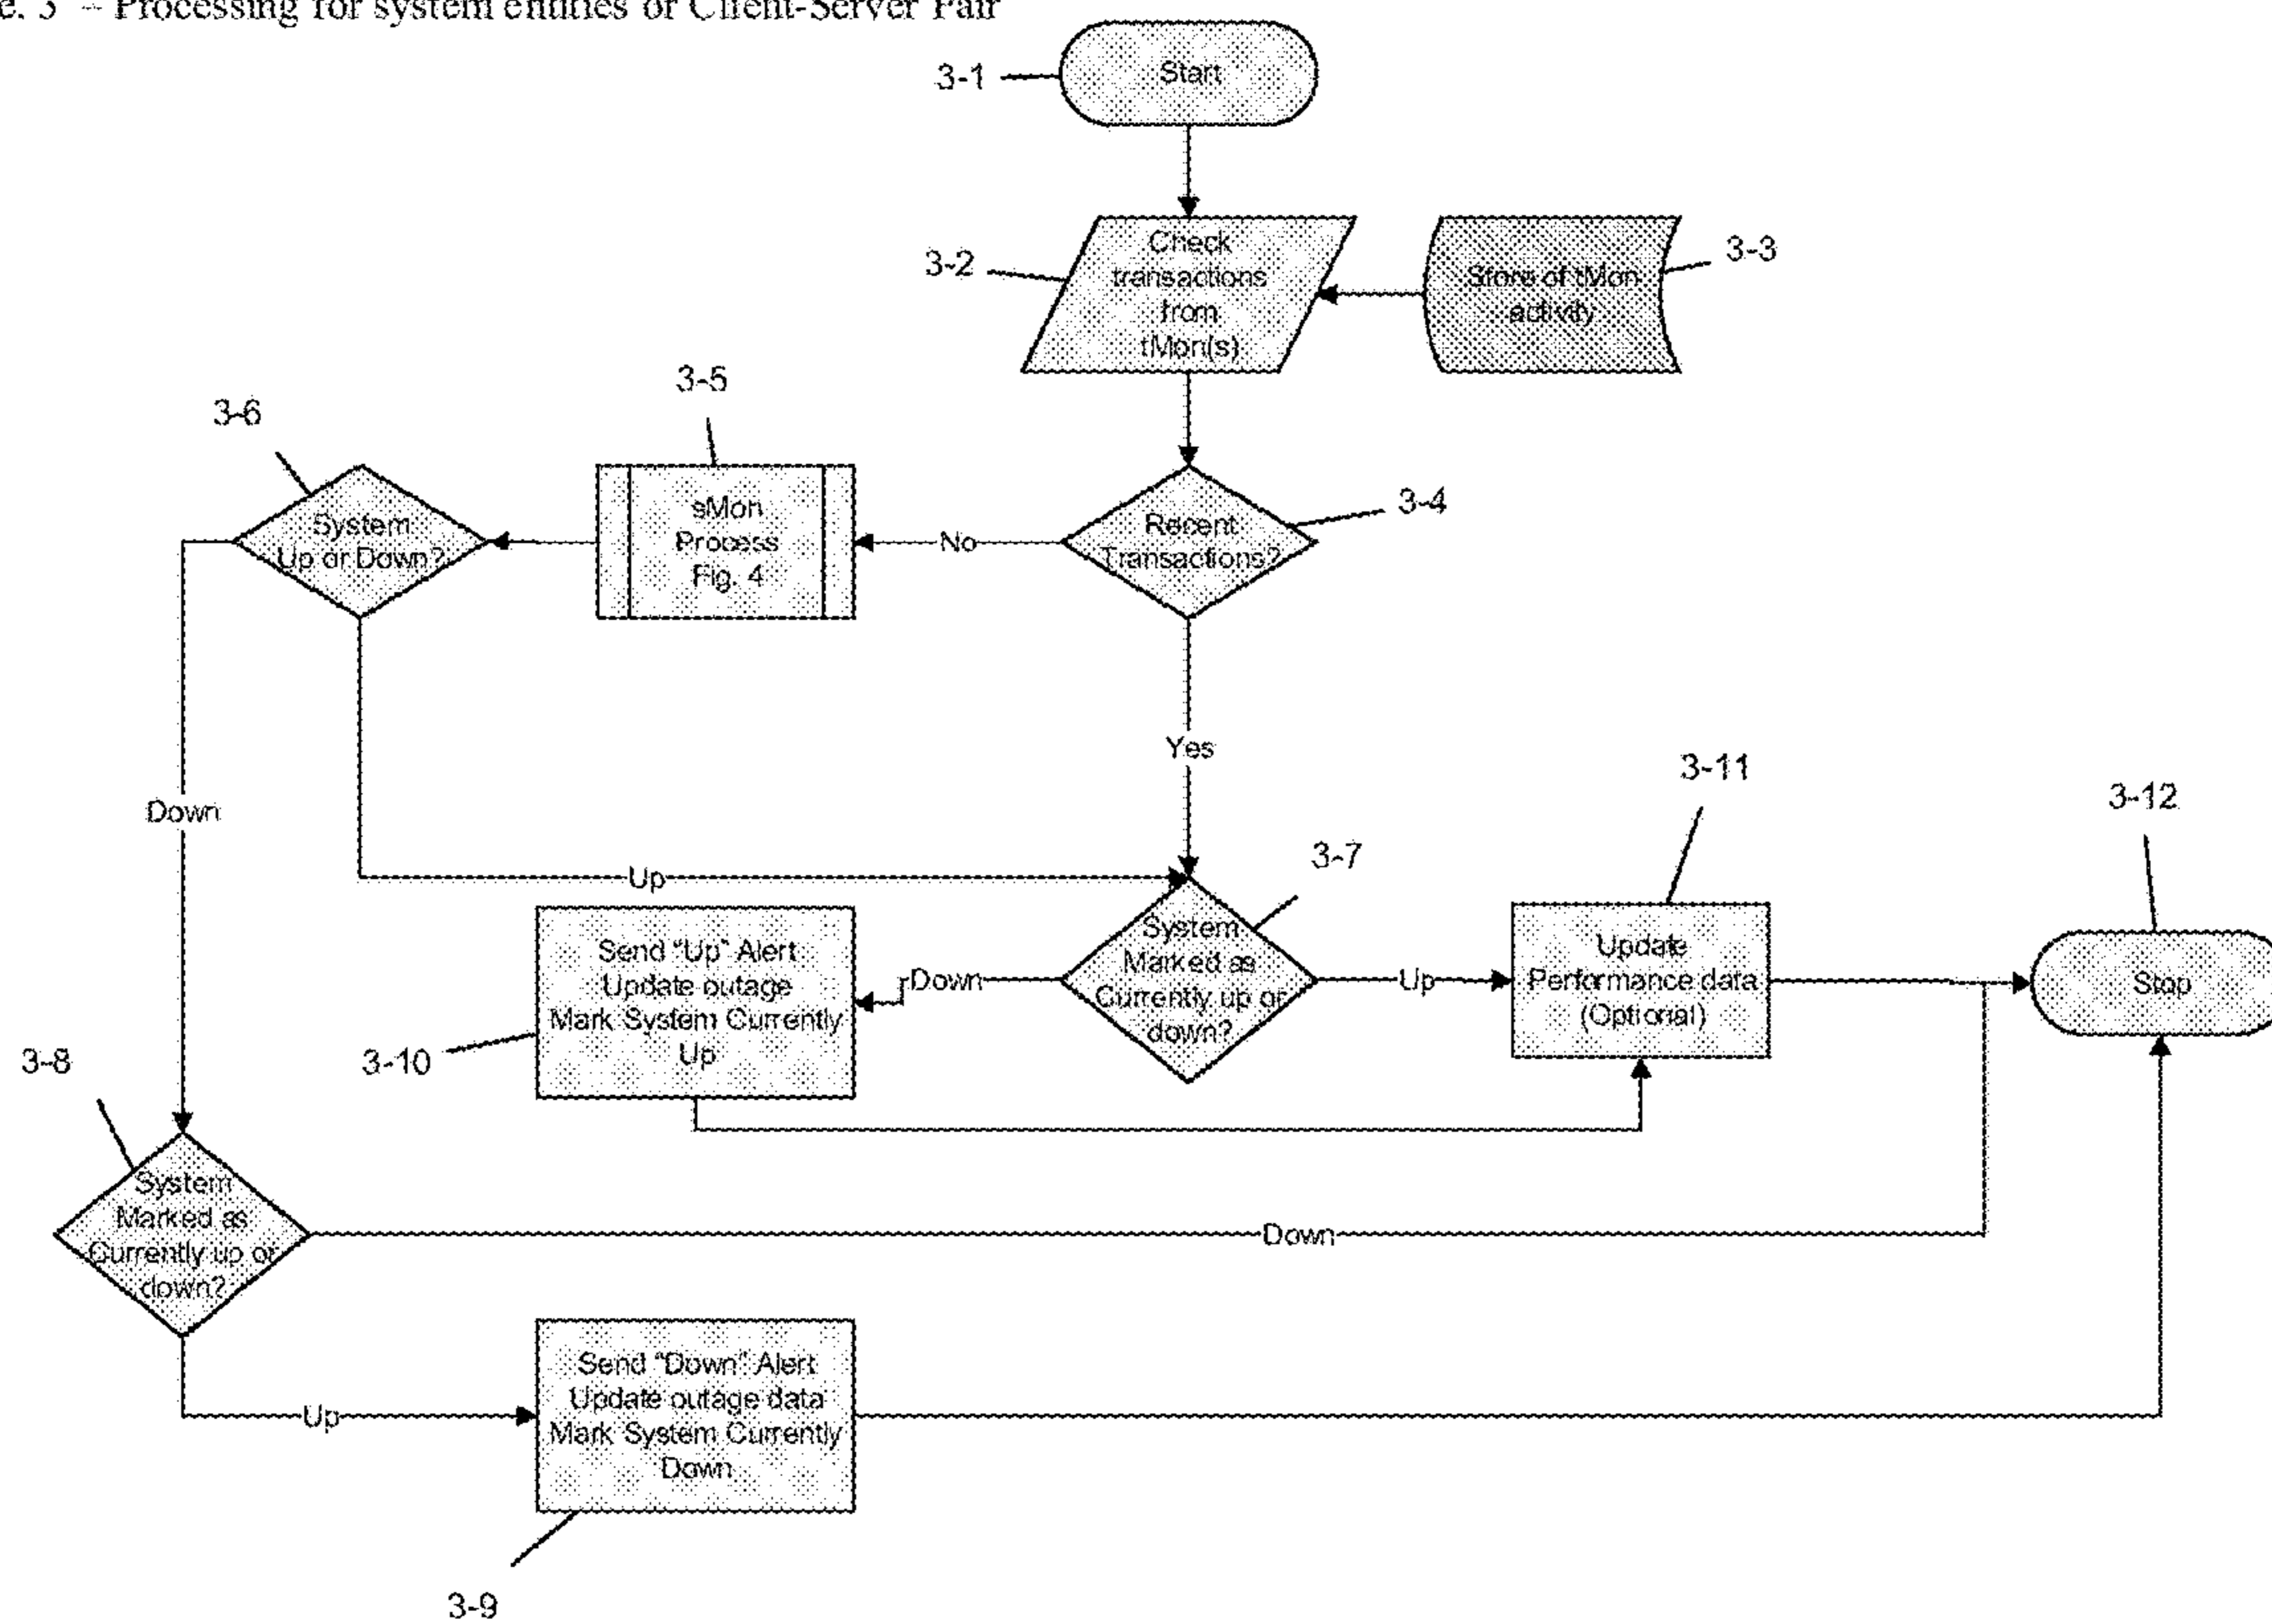 e. 3 – Processing for system entities or Client-Server Pair
3-1
Start
3-2
Check
transactions
from
tMon(s)
Store of tMon
activity
3-3
3-4
Recent
Transactions?
No
3-5
sMon
Process
Fig. 4
3-6
System
Up or Down?
Yes
Down
Up
3-7
System
Marked as
Currently up or
down?
Down
Up
3-10
Send "Up" Alert
Update outage
Mark System Currently
Up
3-11
Update
Performance data
(Optional)
3-12
Stop
3-8
System
Marked as
Currently up or
down?
Down
Up
Send "Down" Alert
Update outage data
Mark System Currently
Down
3-9